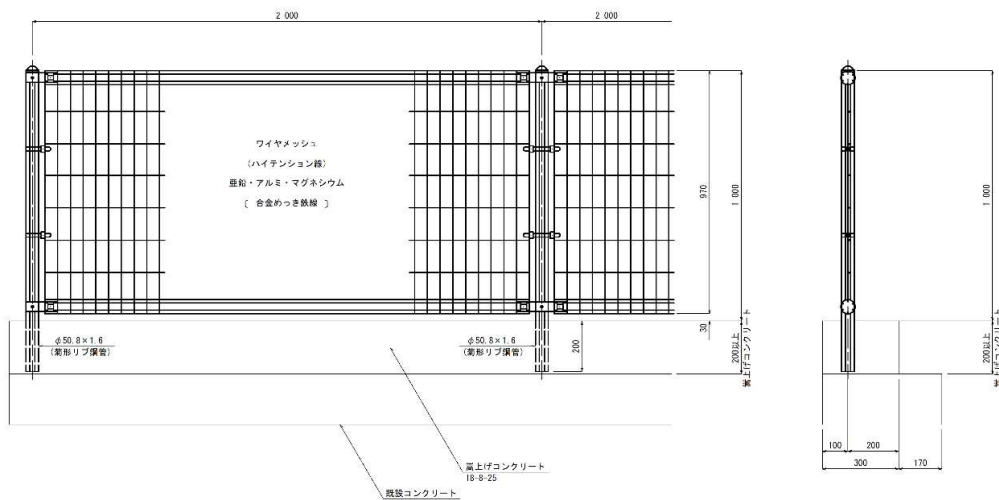 2 000
2 000
ワイヤメッシュ
（ハイテンション線）
亜鉛・アルミ・マグネシウム
〔 合金めっき鉄線 〕
970
1 000
1 000
φ50.8×1.6
（菊形リブ鋼管）
φ50.8×1.6
（菊形リブ鋼管）
200
30
200以上
嵩上げコンクリート
200以上
嵩上げコンクリート
100
200
300
170
嵩上げコンクリート
18-8-25
既設コンクリート